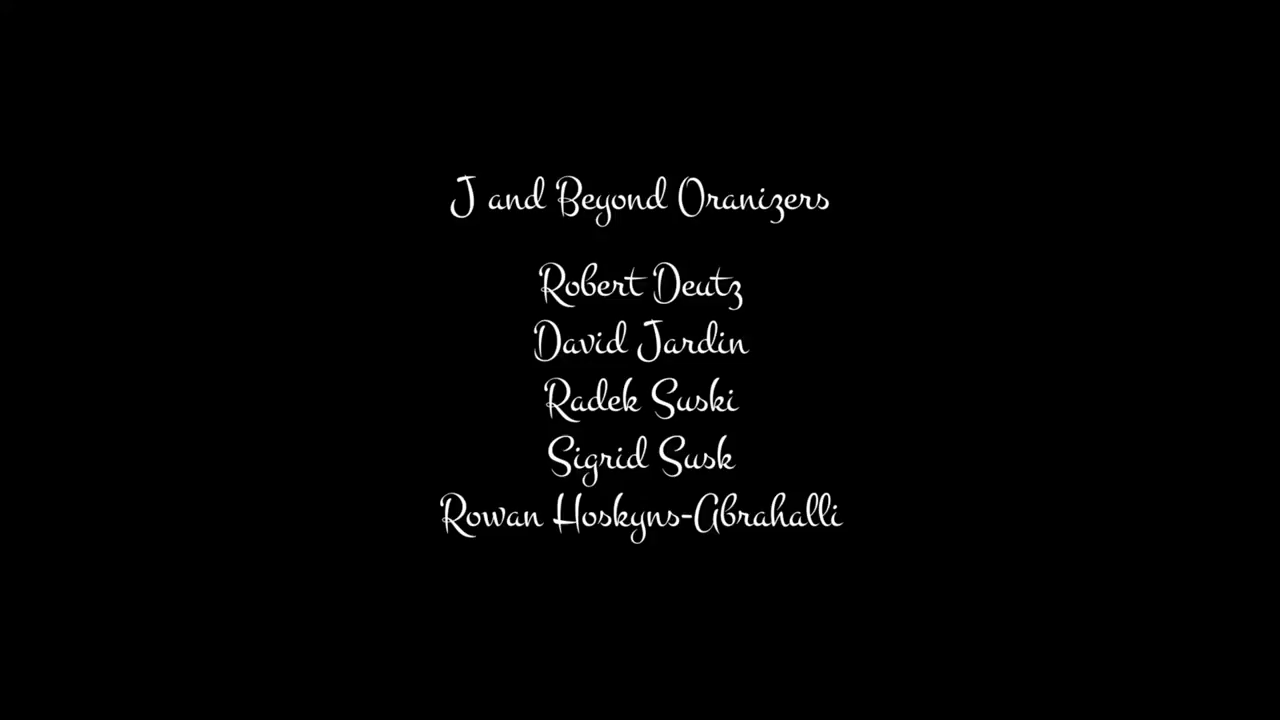 J and Beyond Oranizers
Robert Deutz
David Jardin
Radek Suski
Sigrid Susk
Rowan Hoskyns-Abrahalli